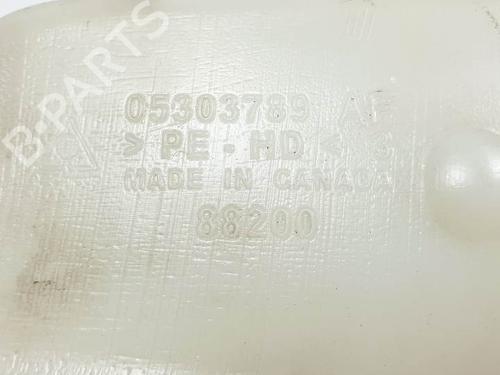 B-PARTS
05303789 AE
> PE - HD <
MADE IN CANADA
88200